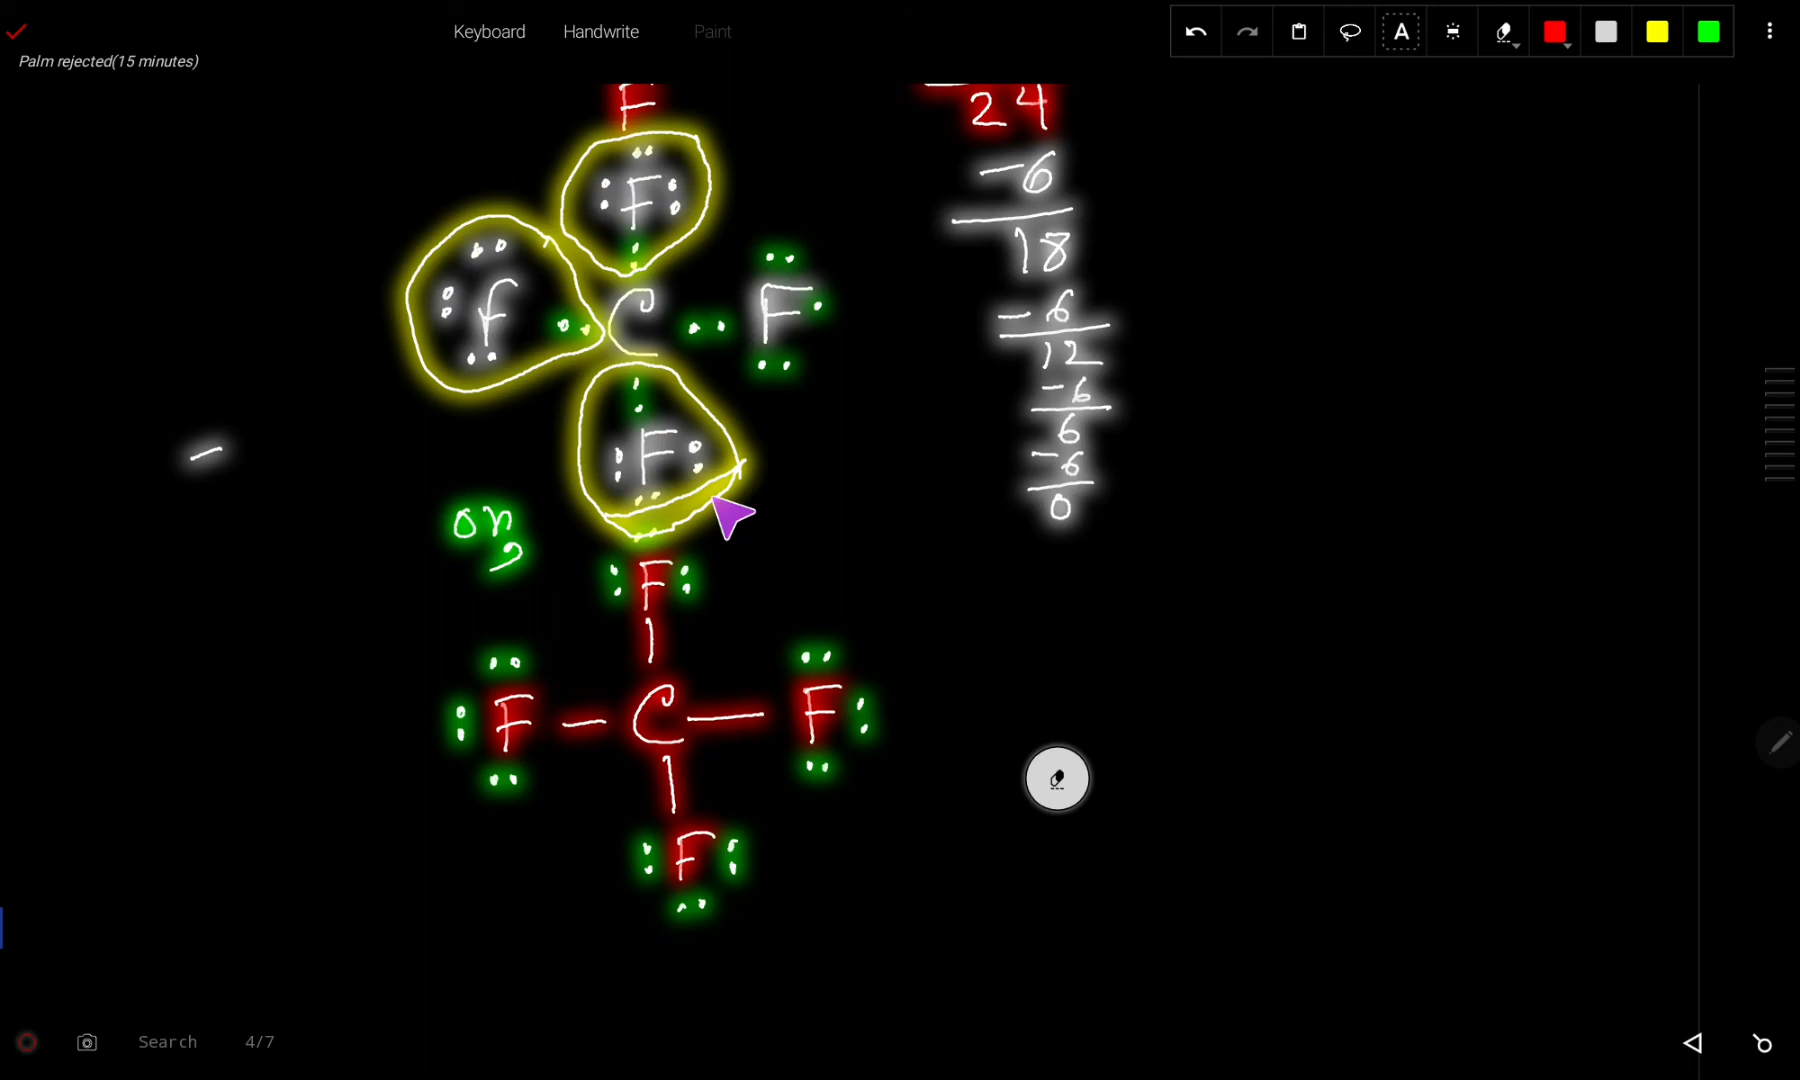 Keyboard Handwrite Paint
A
Palm rejected(15 minutes)
F
24
-6
18
F
f C F
-6
12
-6
6
F
-6
0
or
F
F - C — F
F
Search 4/7